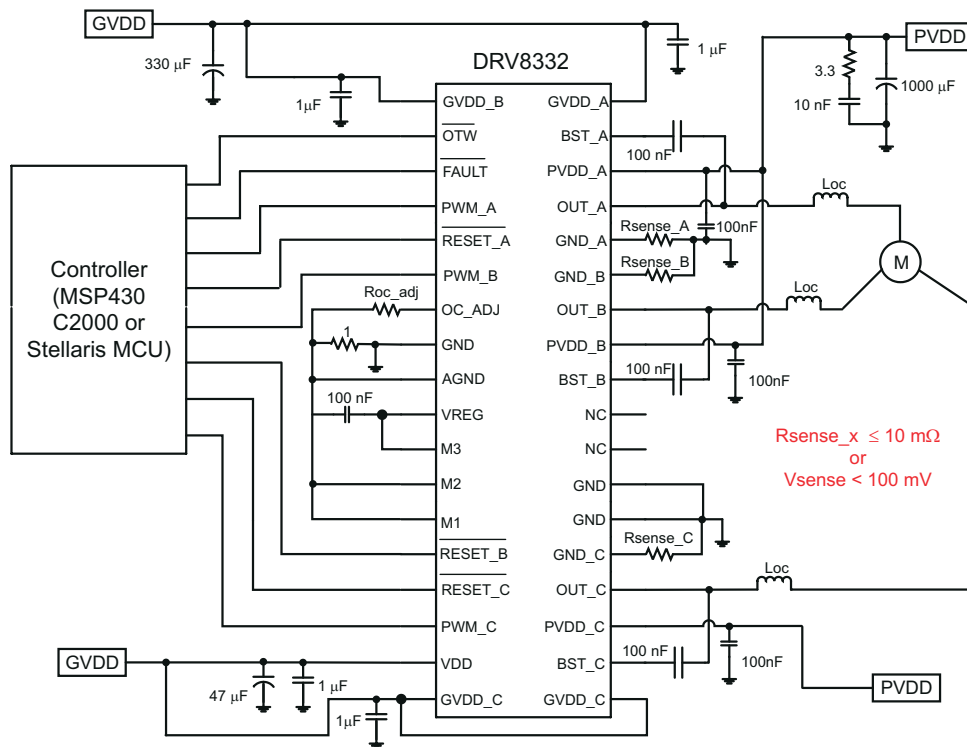 GVDD
PVDD
330 µF
1µF
1 µF
3.3
10 nF
1000 µF
DRV8332
GVDD_B
OTW
FAULT
PWM_A
RESET_A
PWM_B
OC_ADJ
GND
AGND
VREG
M3
M2
M1
RESET_B
RESET_C
PWM_C
VDD
GVDD_C
GVDD_A
BST_A
PVDD_A
OUT_A
GND_A
GND_B
OUT_B
PVDD_B
BST_B
NC
NC
GND
GND
GND_C
OUT_C
PVDD_C
BST_C
GVDD_C
Controller
(MSP430
C2000 or
Stellaris MCU)
Roc_adj
1
100 nF
100 nF
100nF
Rsense_A
Rsense_B
Loc
M
Loc
100 nF
100nF
Rsense_x ≤ 10 mΩ
or
Vsense < 100 mV
Rsense_C
Loc
100 nF
100nF
PVDD
GVDD
47 µF
1 µF
1µF